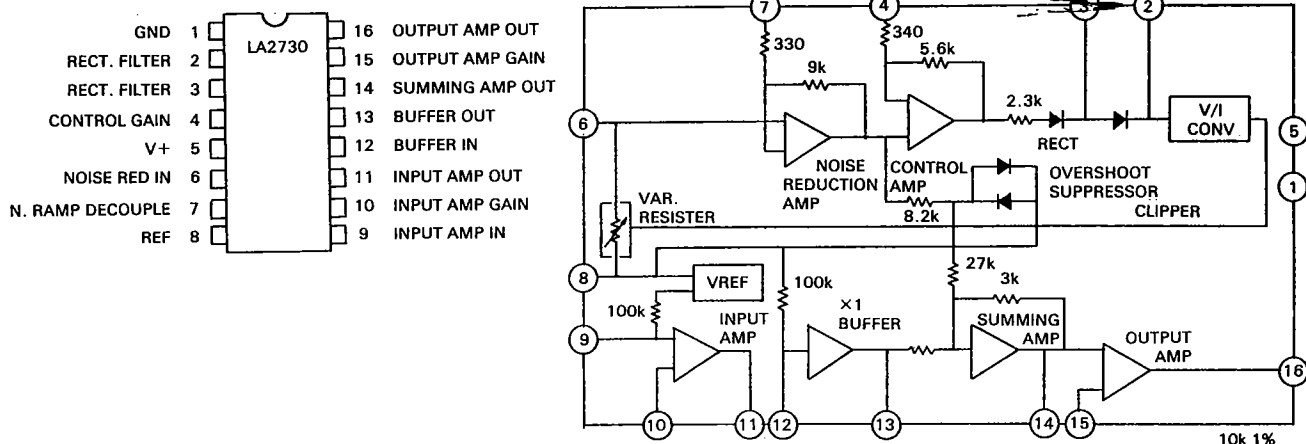 LA2730
GND 1
RECT. FILTER 2
RECT. FILTER 3
CONTROL GAIN 4
V+ 5
NOISE RED IN 6
N. RAMP DECOUPLE 7
REF 8
16 OUTPUT AMP OUT
15 OUTPUT AMP GAIN
14 SUMMING AMP OUT
13 BUFFER OUT
12 BUFFER IN
11 INPUT AMP OUT
10 INPUT AMP GAIN
9 INPUT AMP IN
7
4
3
2
330
340
5.6k
9k
2.3k
V/I
CONV
6
RECT
5
NOISE
REDUCTION
AMP
CONTROL
AMP
OVERSHOOT
SUPPRESSOR
CLIPPER
1
VAR.
RESISTER
8.2k
27k
8
VREF
100k
3k
100k
×1
BUFFER
INPUT
AMP
SUMMING
AMP
OUTPUT
AMP
9
16
10
11
12
13
14
15
10k 1%